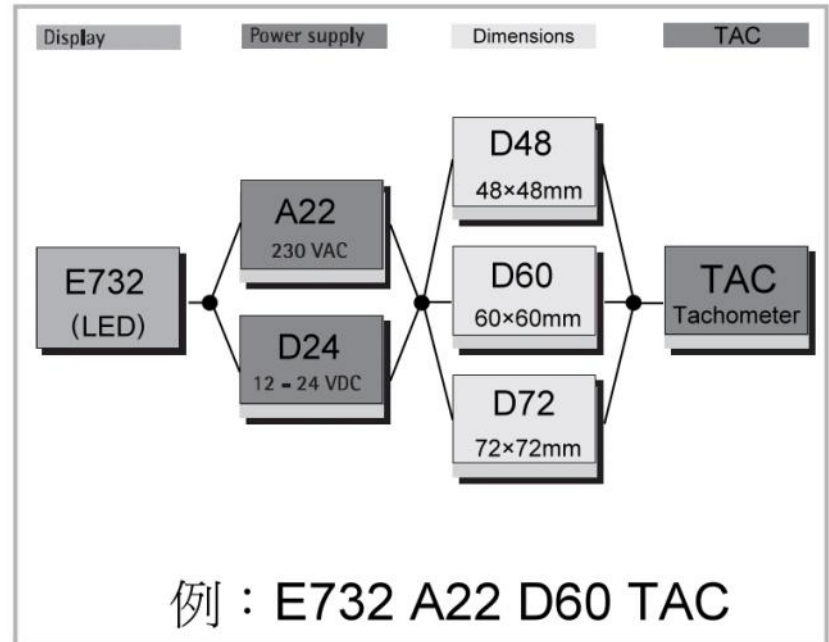 Display
Power supply
Dimensions
TAC
E732
(LED)
A22
230 VAC
D24
12 - 24 VDC
D48
48×48mm
D60
60×60mm
D72
72×72mm
TAC
Tachometer
例：E732 A22 D60 TAC